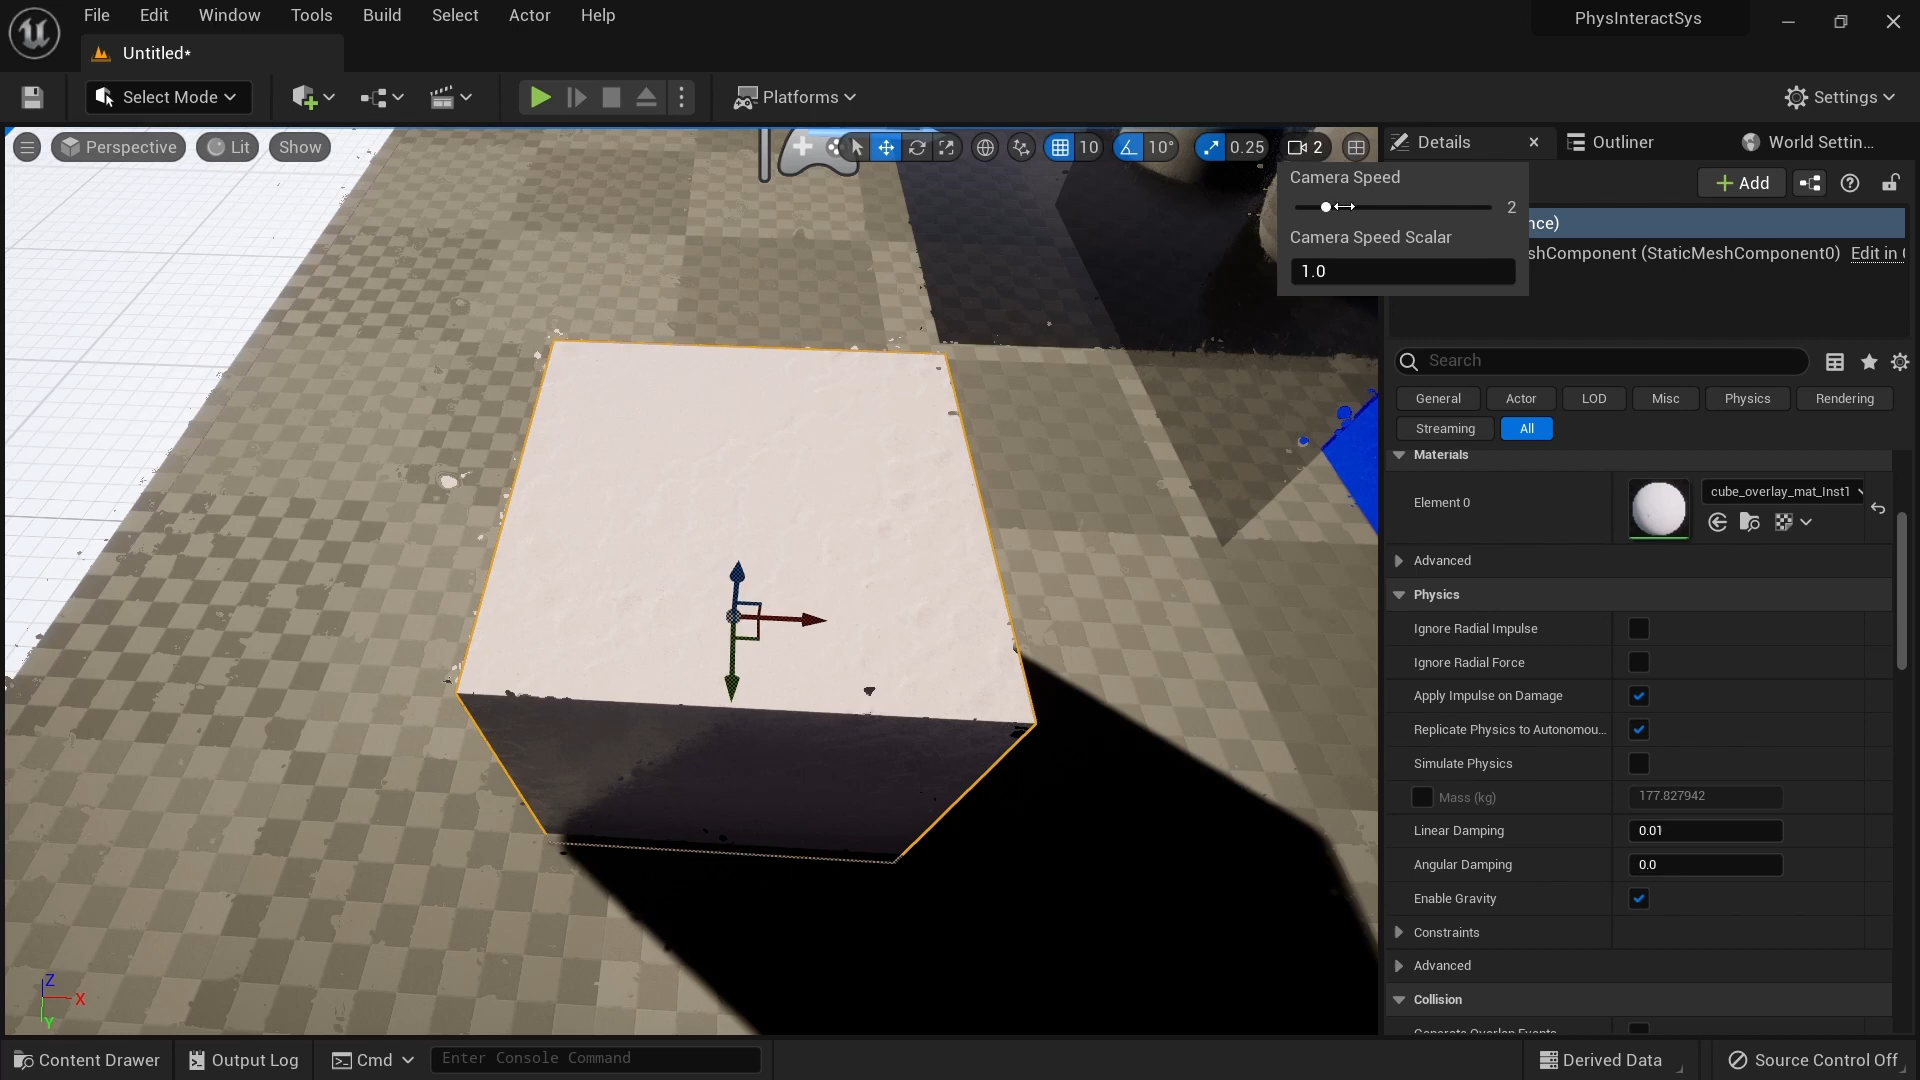 File Edit Window Tools Build Select Actor Help
PhysInteractSys
Untitled*
Select Mode
Platforms
Settings
Perspective
Lit
Show
10
10°
0.25
2
Details
Outliner
World Settin...
Camera Speed
2
Camera Speed Scalar
1.0
Add
nce)
shComponent (StaticMeshComponent0) Edit in
Search
General
Actor
LOD
Misc
Physics
Rendering
Streaming
All
Materials
Element 0
cube_overlay_mat_Inst1
Advanced
Physics
Ignore Radial Impulse
Ignore Radial Force
Apply Impulse on Damage
Replicate Physics to Autonomou...
Simulate Physics
Mass (kg) 177.827942
Linear Damping 0.01
Angular Damping 0.0
Enable Gravity
Constraints
Advanced
Collision
Generate Overlap Events
Z
X
Y
Content Drawer
Output Log
Cmd
Enter Console Command
Derived Data
Source Control Off